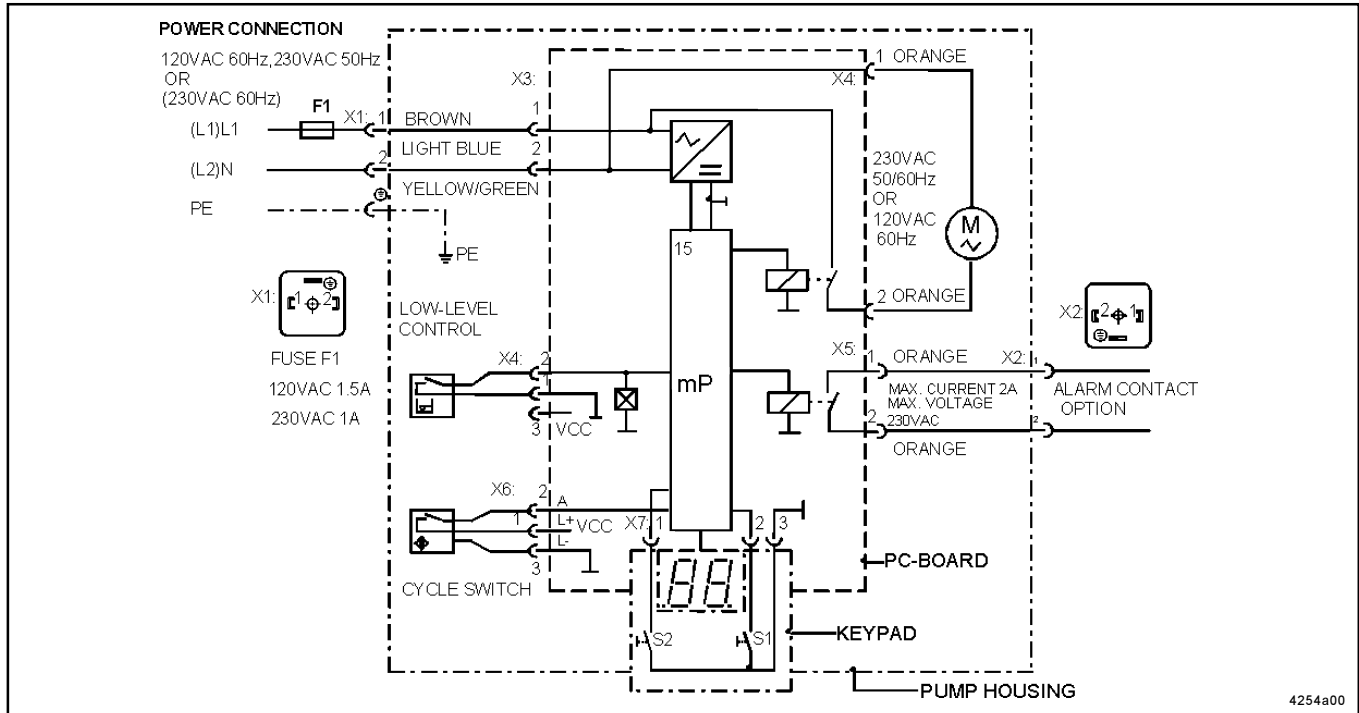 POWER CONNECTION
120VAC 60Hz,230VAC 50Hz
OR
(230VAC 60Hz)
F1
X1:
1
BROWN
(L1)L1
2
LIGHT BLUE
(L2)N
YELLOW/GREEN
PE
PE
X3:
1
2
X4:
1 ORANGE
230VAC
50/60Hz
OR
120VAC
60Hz
M
2 ORANGE
15
mP
X1:
1
2
FUSE F1
120VAC 1.5A
230VAC 1A
LOW-LEVEL
CONTROL
X4:
2
1
3
VCC
X5:
1
ORANGE
X2:
1
MAX. CURRENT 2A
MAX. VOLTAGE
230VAC
2
ORANGE
2
ALARM CONTACT
OPTION
X2:
2
1
X6:
2
A
1
L+
VCC
L-
3
CYCLE SWITCH
X7:
1
2
3
88
S2
S1
PC-BOARD
KEYPAD
PUMP HOUSING
4254a00